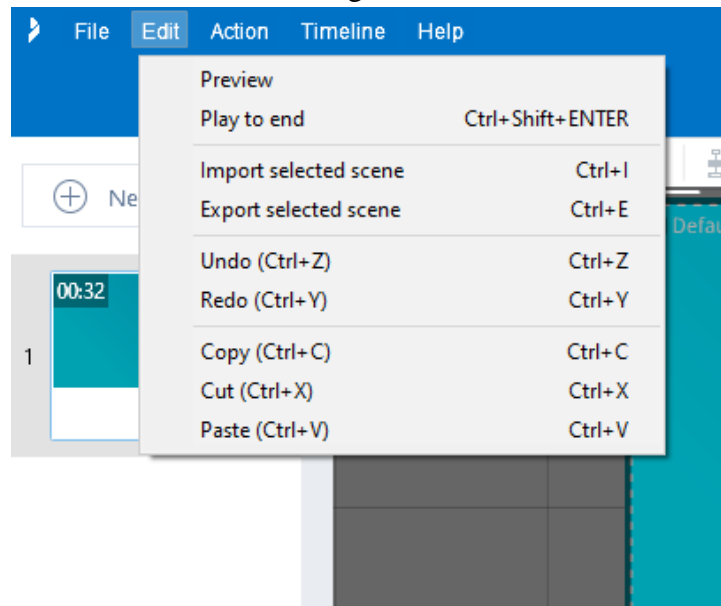 File Edit Action Timeline Help
Preview
Play to end Ctrl+Shift+ENTER
Import selected scene Ctrl+I
Export selected scene Ctrl+E
Undo (Ctrl+Z) Ctrl+Z
Redo (Ctrl+Y) Ctrl+Y
Copy (Ctrl+C) Ctrl+C
Cut (Ctrl+X) Ctrl+X
Paste (Ctrl+V) Ctrl+V
Ne
Defau
00:32
1